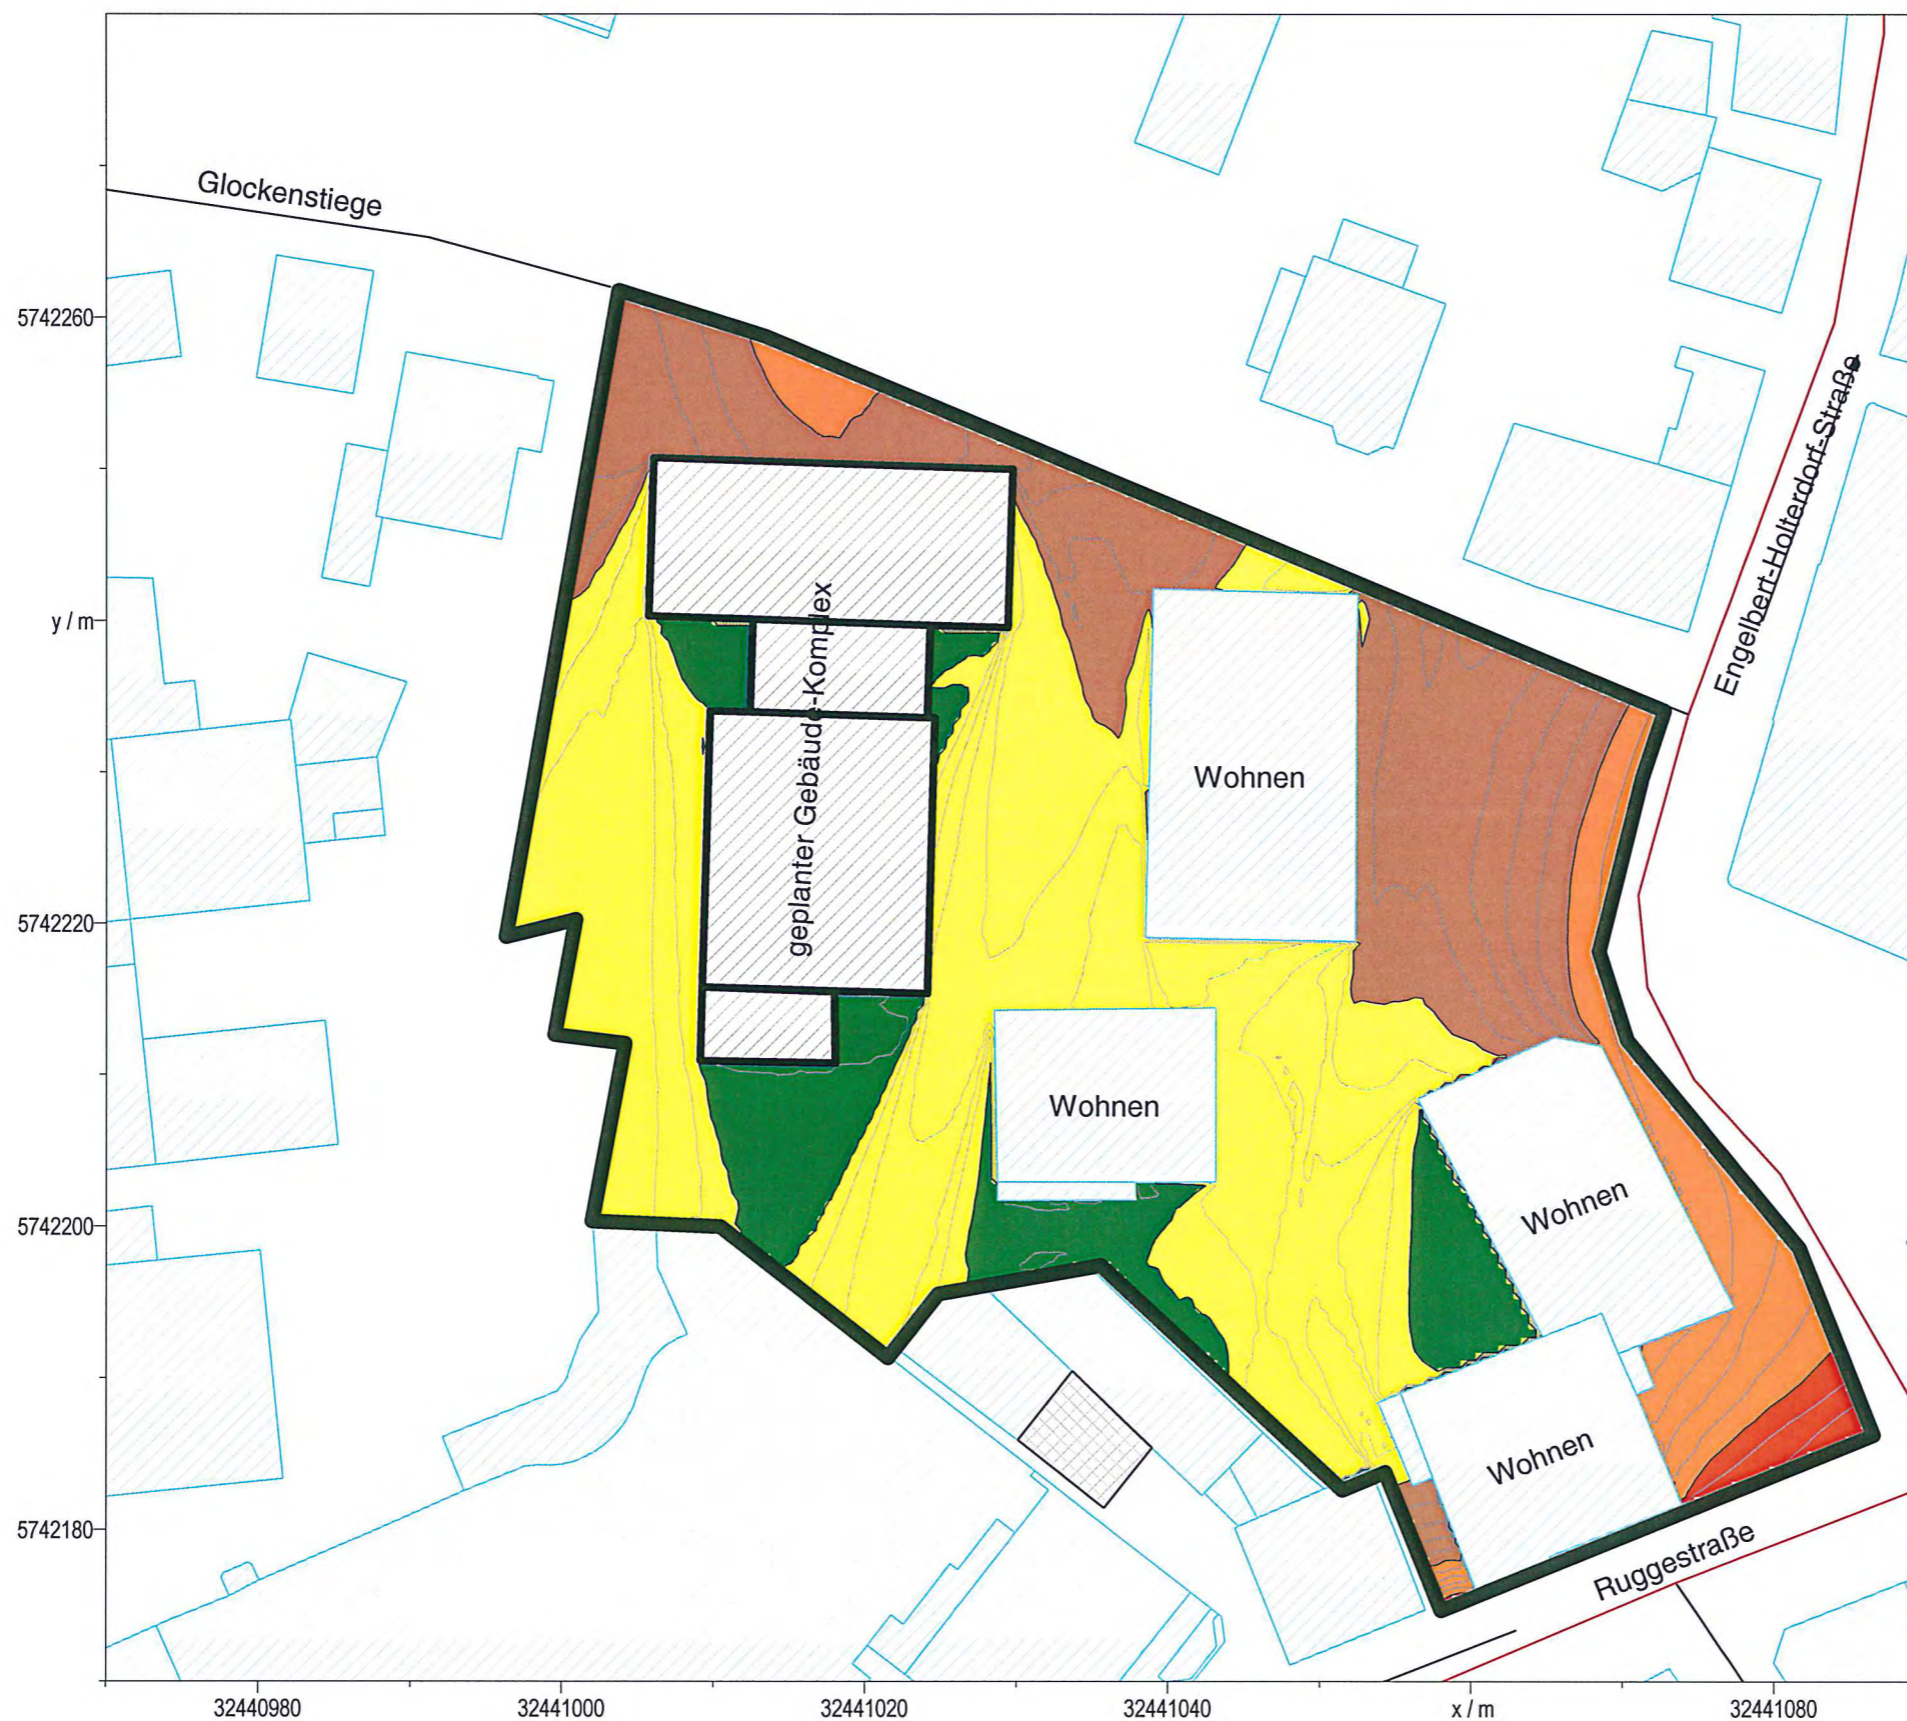 Glockenstiege
5742260
Engelbert-Holterdorf-Straße
y / m
geplanter Gebäude-Komplex
Wohnen
5742220
Wohnen
Wohnen
5742200
Wohnen
5742180
Ruggestraße
32440980
32441000
32441020
32441040
x / m
32441080